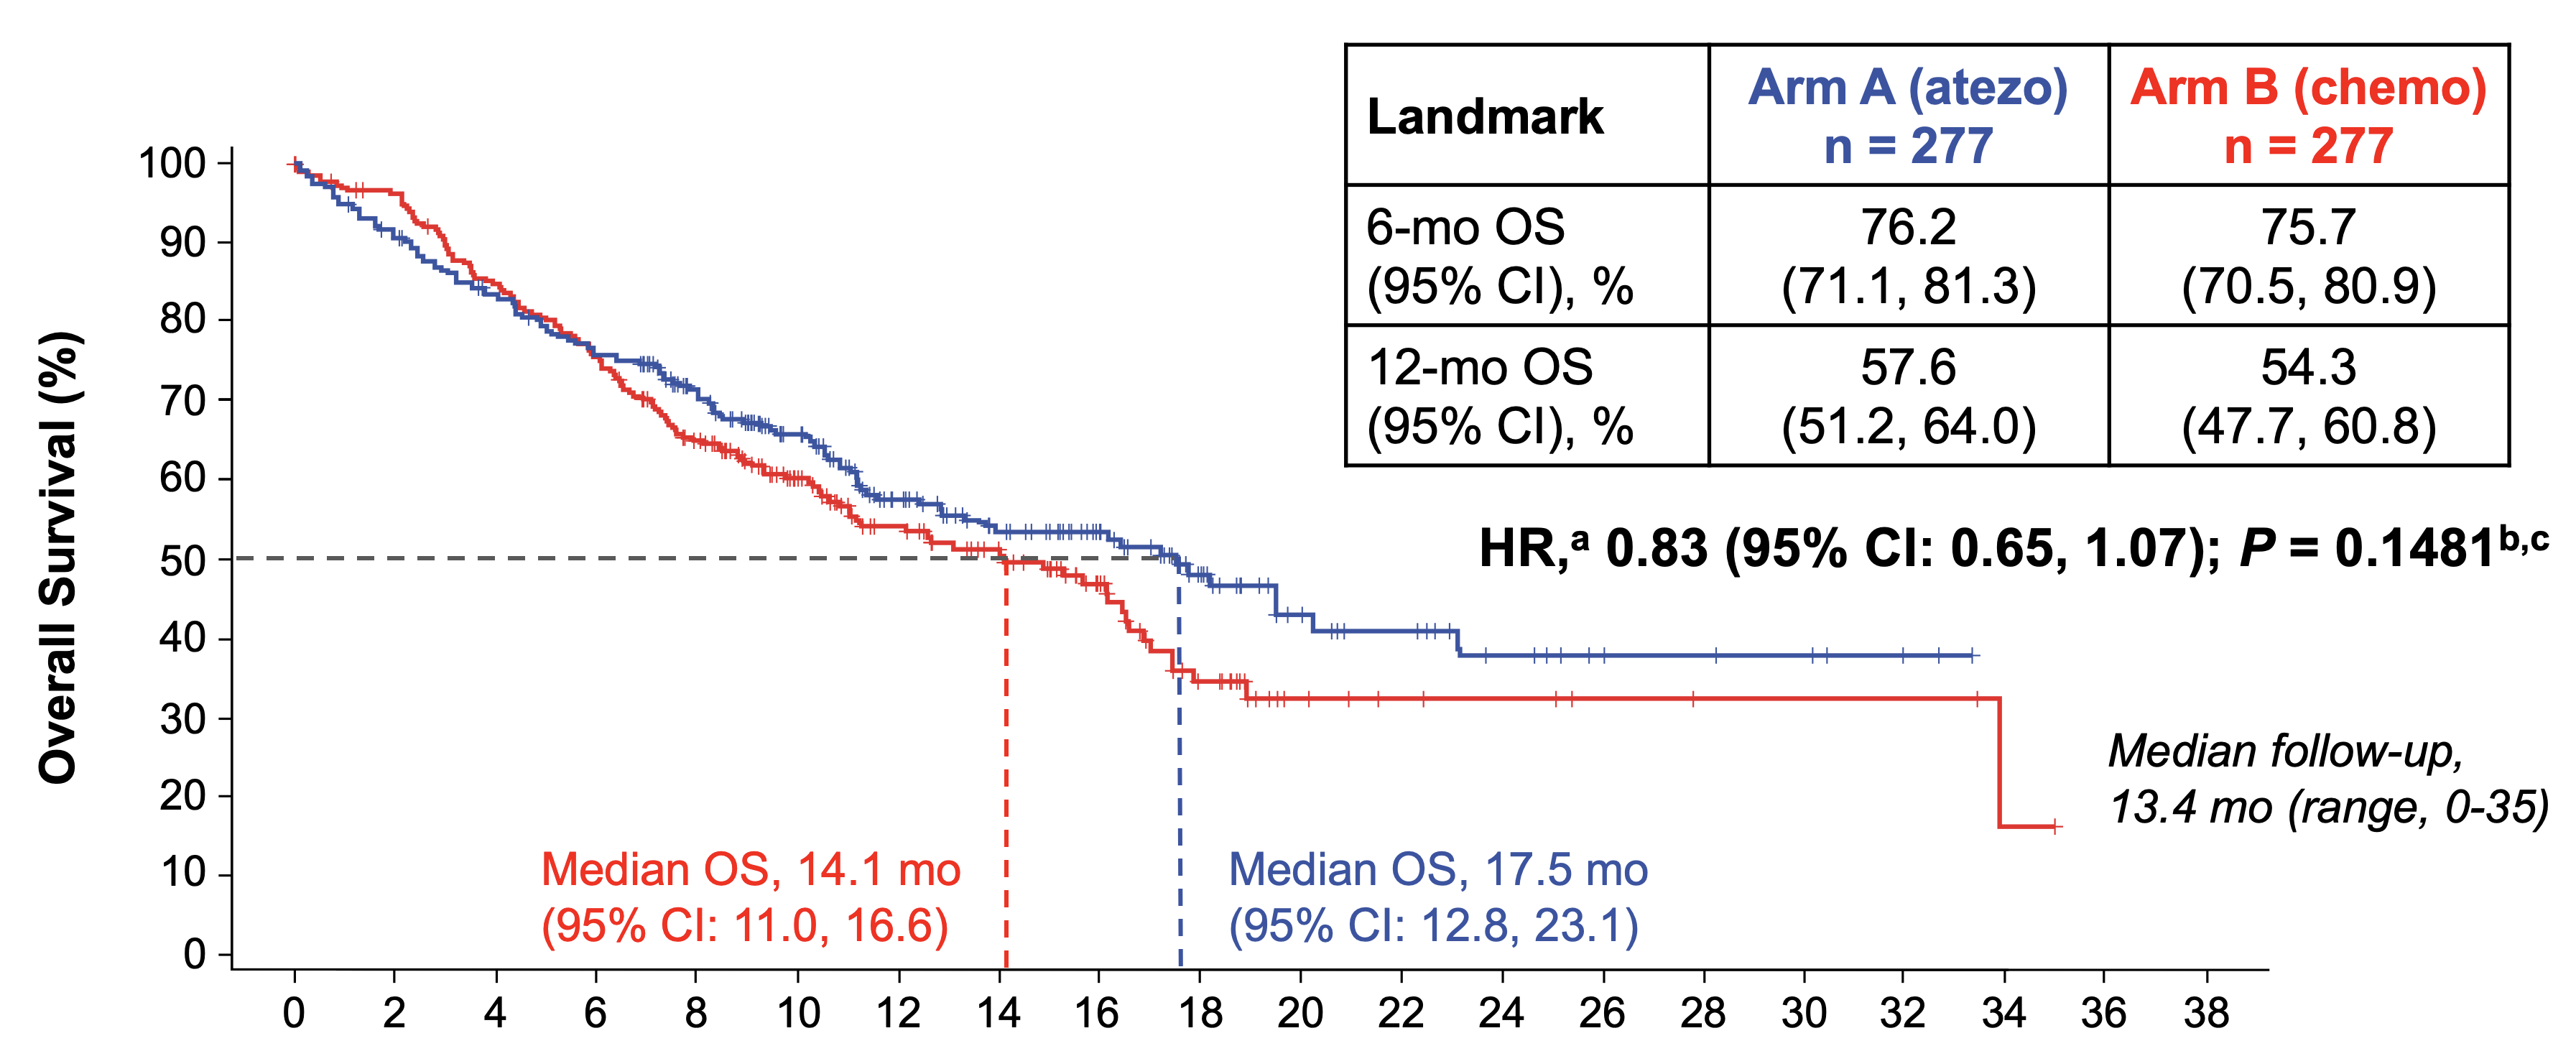 Landmark
Arm A (atezo)
n = 277
Arm B (chemo)
n = 277
6-mo OS
(95% CI), %
76.2
(71.1, 81.3)
75.7
(70.5, 80.9)
12-mo OS
(95% CI), %
57.6
(51.2, 64.0)
54.3
(47.7, 60.8)
HR,ᵃ 0.83 (95% CI: 0.65, 1.07); P = 0.1481ᵇ,ᶜ
Overall Survival (%)
100
90
80
70
60
50
40
30
20
10
0
Median follow-up,
13.4 mo (range, 0-35)
Median OS, 14.1 mo
(95% CI: 11.0, 16.6)
Median OS, 17.5 mo
(95% CI: 12.8, 23.1)
0 2 4 6 8 10 12 14 16 18 20 22 24 26 28 30 32 34 36 38